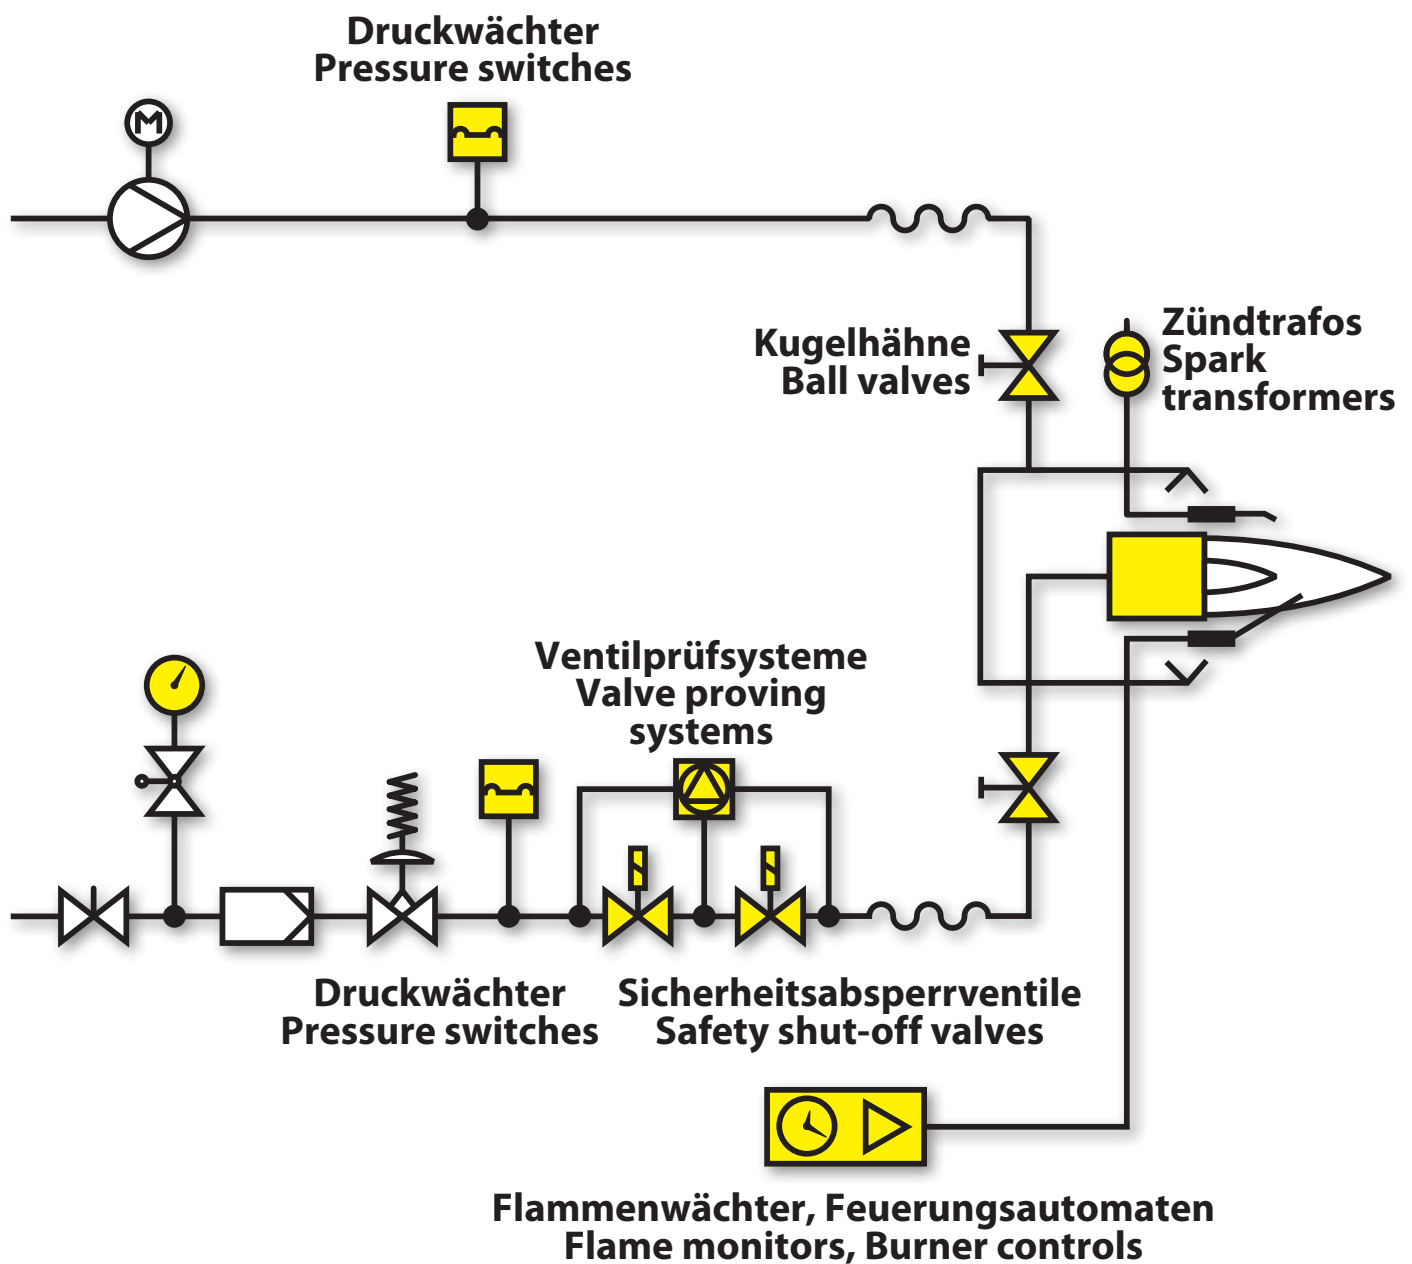 Druckwächter
Pressure switches
M
Kugelhähne
Ball valves
Zündtrafos
Spark
transformers
Ventilprüfsysteme
Valve proving
systems
Druckwächter
Pressure switches
Sicherheitsabsperrventile
Safety shut-off valves
Flammenwächter, Feuerungsautomaten
Flame monitors, Burner controls